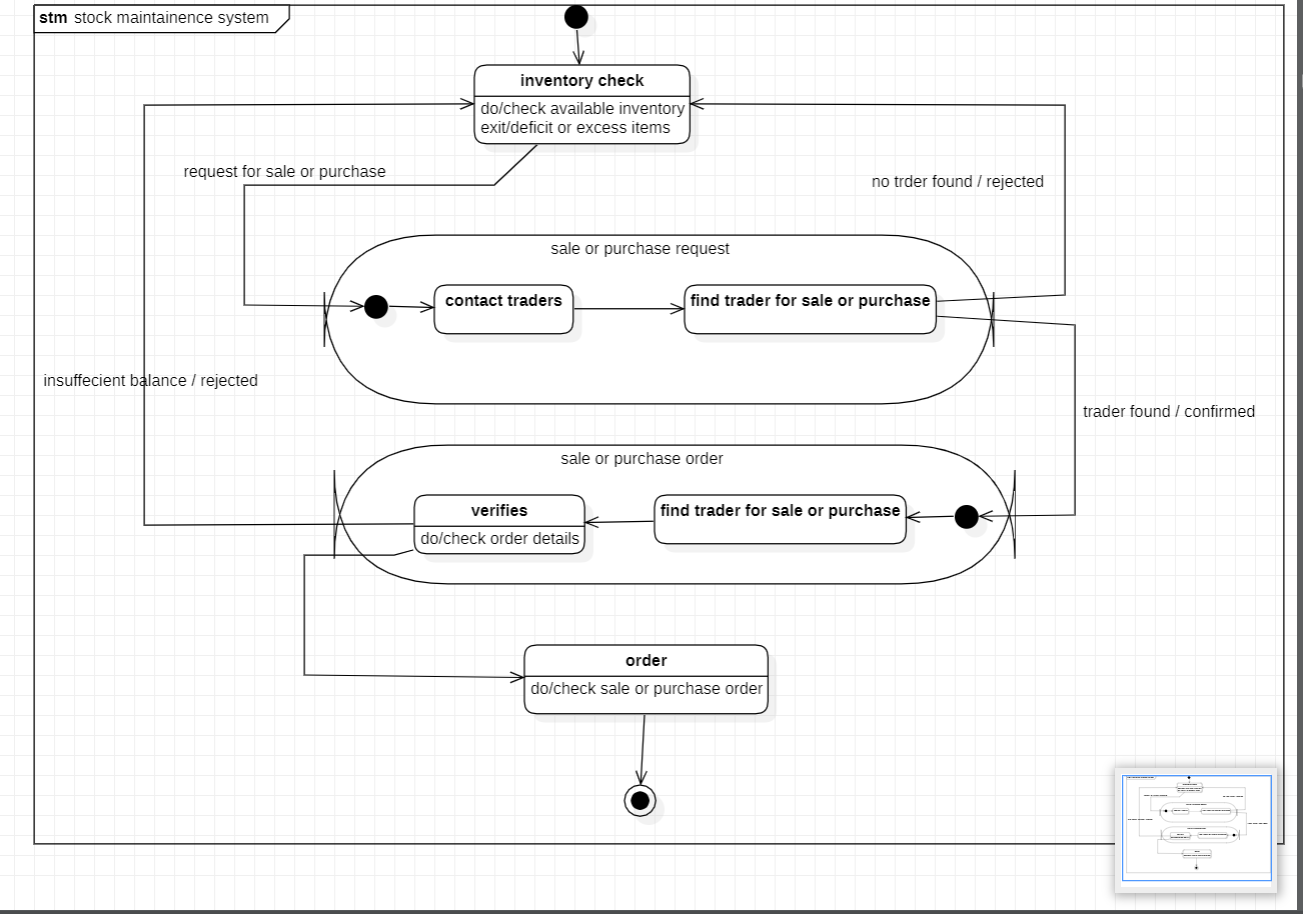 stm stock maintainence system
inventory check
do/check available inventory
exit/deficit or excess items
request for sale or purchase
no trder found / rejected
sale or purchase request
contact traders
find trader for sale or purchase
insuffecient balance / rejected
trader found / confirmed
sale or purchase order
verifies
do/check order details
find trader for sale or purchase
order
do/check sale or purchase order